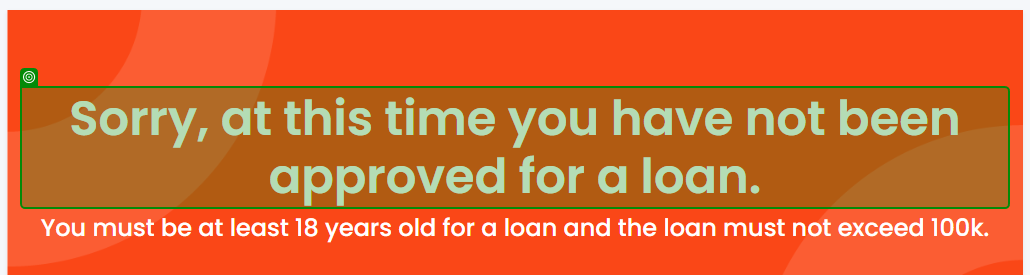 Sorry, at this time you have not been
approved for a loan.
You must be at least 18 years old for a loan and the loan must not exceed 100k.